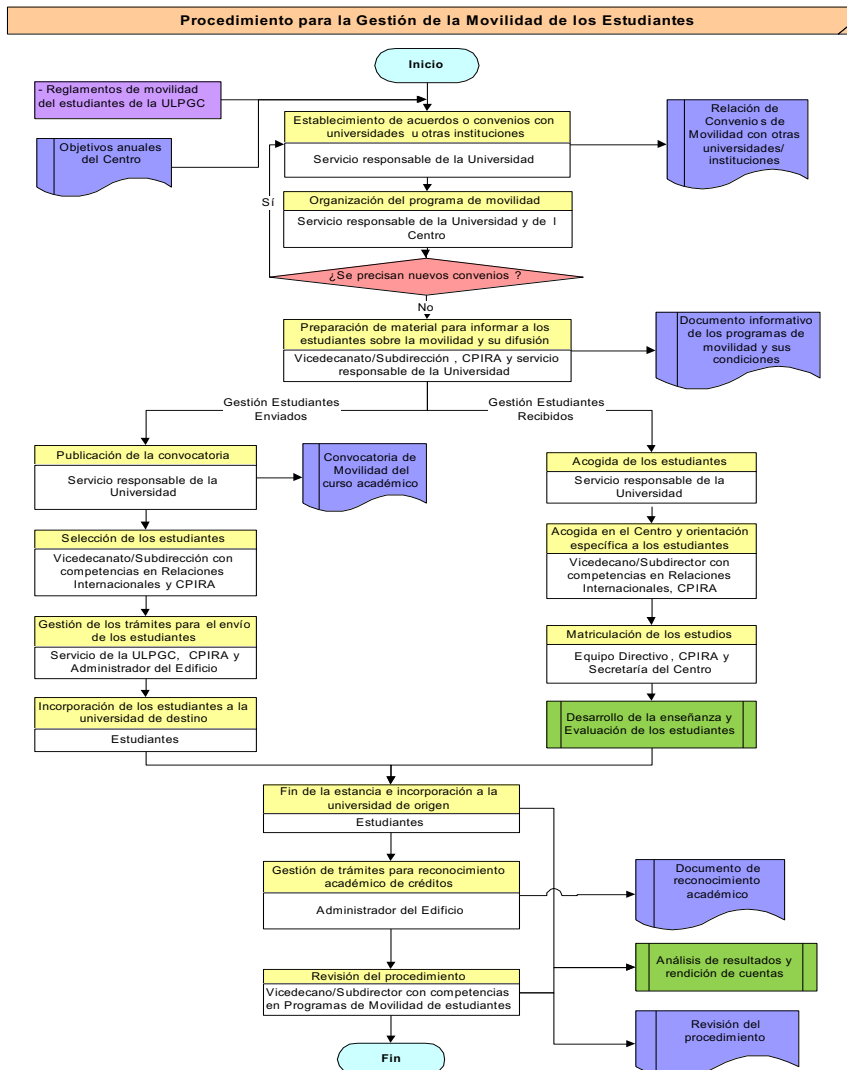 Procedimiento para la Gestión de la Movilidad de los Estudiantes
Inicio
- Reglamentos de movilidad
del estudiantes de la ULPGC
Objetivos anuales
del Centro
Establecimiento de acuerdos o convenios con
universidades u otras instituciones
Servicio responsable de la Universidad
Relación de
Convenios de
Movilidad con otras
universidades/
instituciones
Sí
Organización del programa de movilidad
Servicio responsable de la Universidad y de l
Centro
¿Se precisan nuevos convenios ?
No
Preparación de material para informar a los
estudiantes sobre la movilidad y su difusión
Vicedecanato/Subdirección , CPIRA y servicio
responsable de la Universidad
Documento informativo
de los programas de
movilidad y sus
condiciones
Gestión Estudiantes
Enviados
Gestión Estudiantes
Recibidos
Publicación de la convocatoria
Servicio responsable de la
Universidad
Convocatoria de
Movilidad del
curso académico
Selección de los estudiantes
Vicedecanato/Subdirección con
competencias en Relaciones
Internacionales y CPIRA
Gestión de los trámites para el envío
de los estudiantes
Servicio de la ULPGC, CPIRA y
Administrador del Edificio
Incorporación de los estudiantes a la
universidad de destino
Estudiantes
Acogida de los estudiantes
Servicio responsable de la
Universidad
Acogida en el Centro y orientación
específica a los estudiantes
Vicedecano/Subdirector con
competencias en Relaciones
Internacionales, CPIRA
Matriculación de los estudios
Equipo Directivo , CPIRA y
Secretaría del Centro
Desarrollo de la enseñanza y
Evaluación de los estudiantes
Fin de la estancia e incorporación a la
universidad de origen
Estudiantes
Gestión de trámites para reconocimiento
académico de créditos
Administrador del Edificio
Documento de
reconocimiento
académico
Análisis de resultados y
rendición de cuentas
Revisión del procedimiento
Vicedecano/Subdirector con competencias
en Programas de Movilidad de estudiantes
Revisión del
procedimiento
Fin